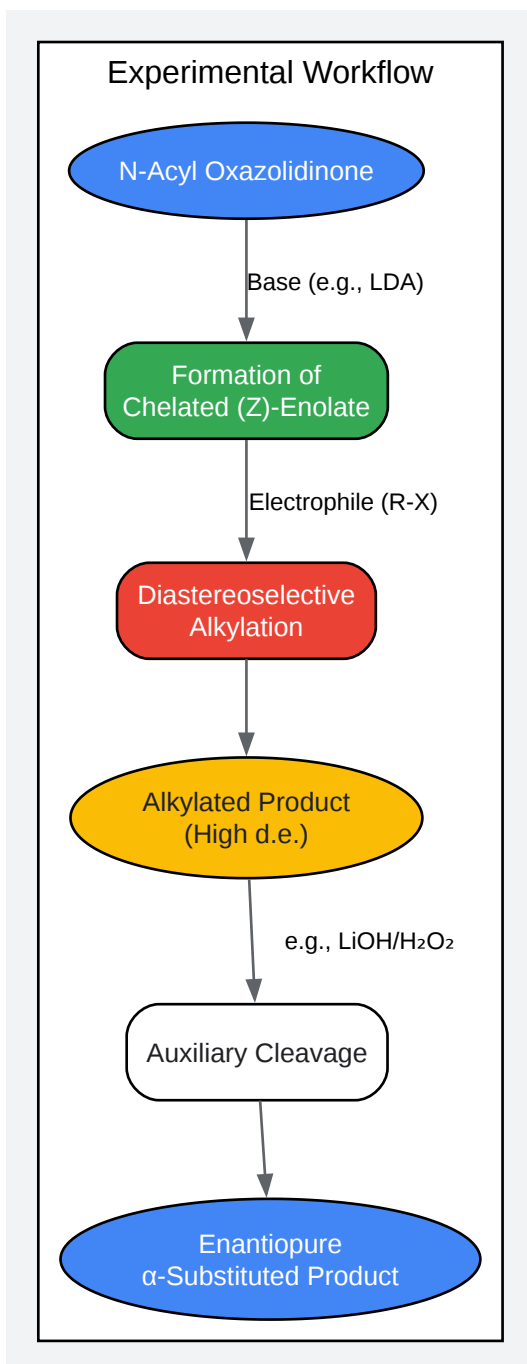 Experimental Workflow
N-Acyl Oxazolidinone
Base (e.g., LDA)
Formation of
Chelated (Z)-Enolate
Electrophile (R-X)
Diastereoselective
Alkylation
Alkylated Product
(High d.e.)
e.g., LiOH/H₂O₂
Auxiliary Cleavage
Enantiopure
α-Substituted Product